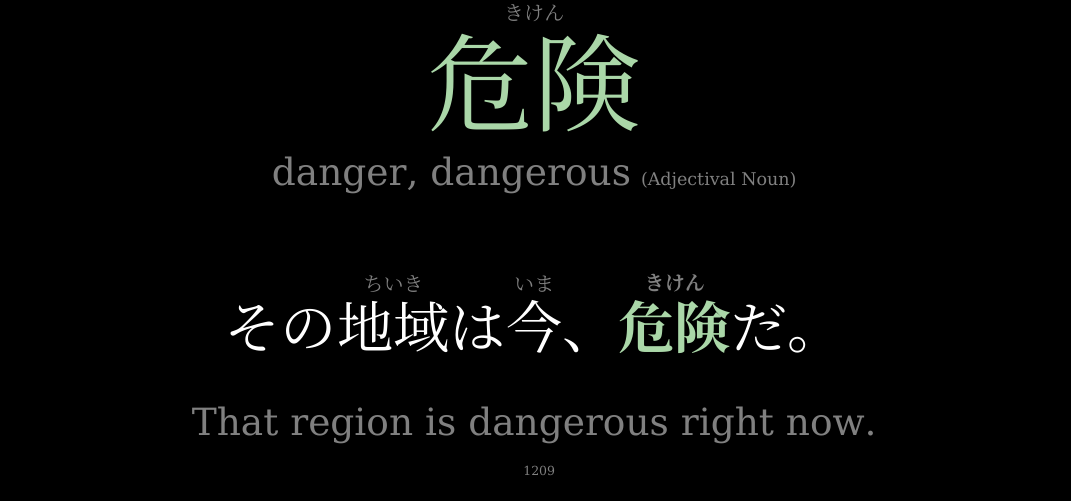 きけん
危険
danger, dangerous (Adjectival Noun)
ちいき いま きけん
その地域は今、危険だ。
That region is dangerous right now.
1209